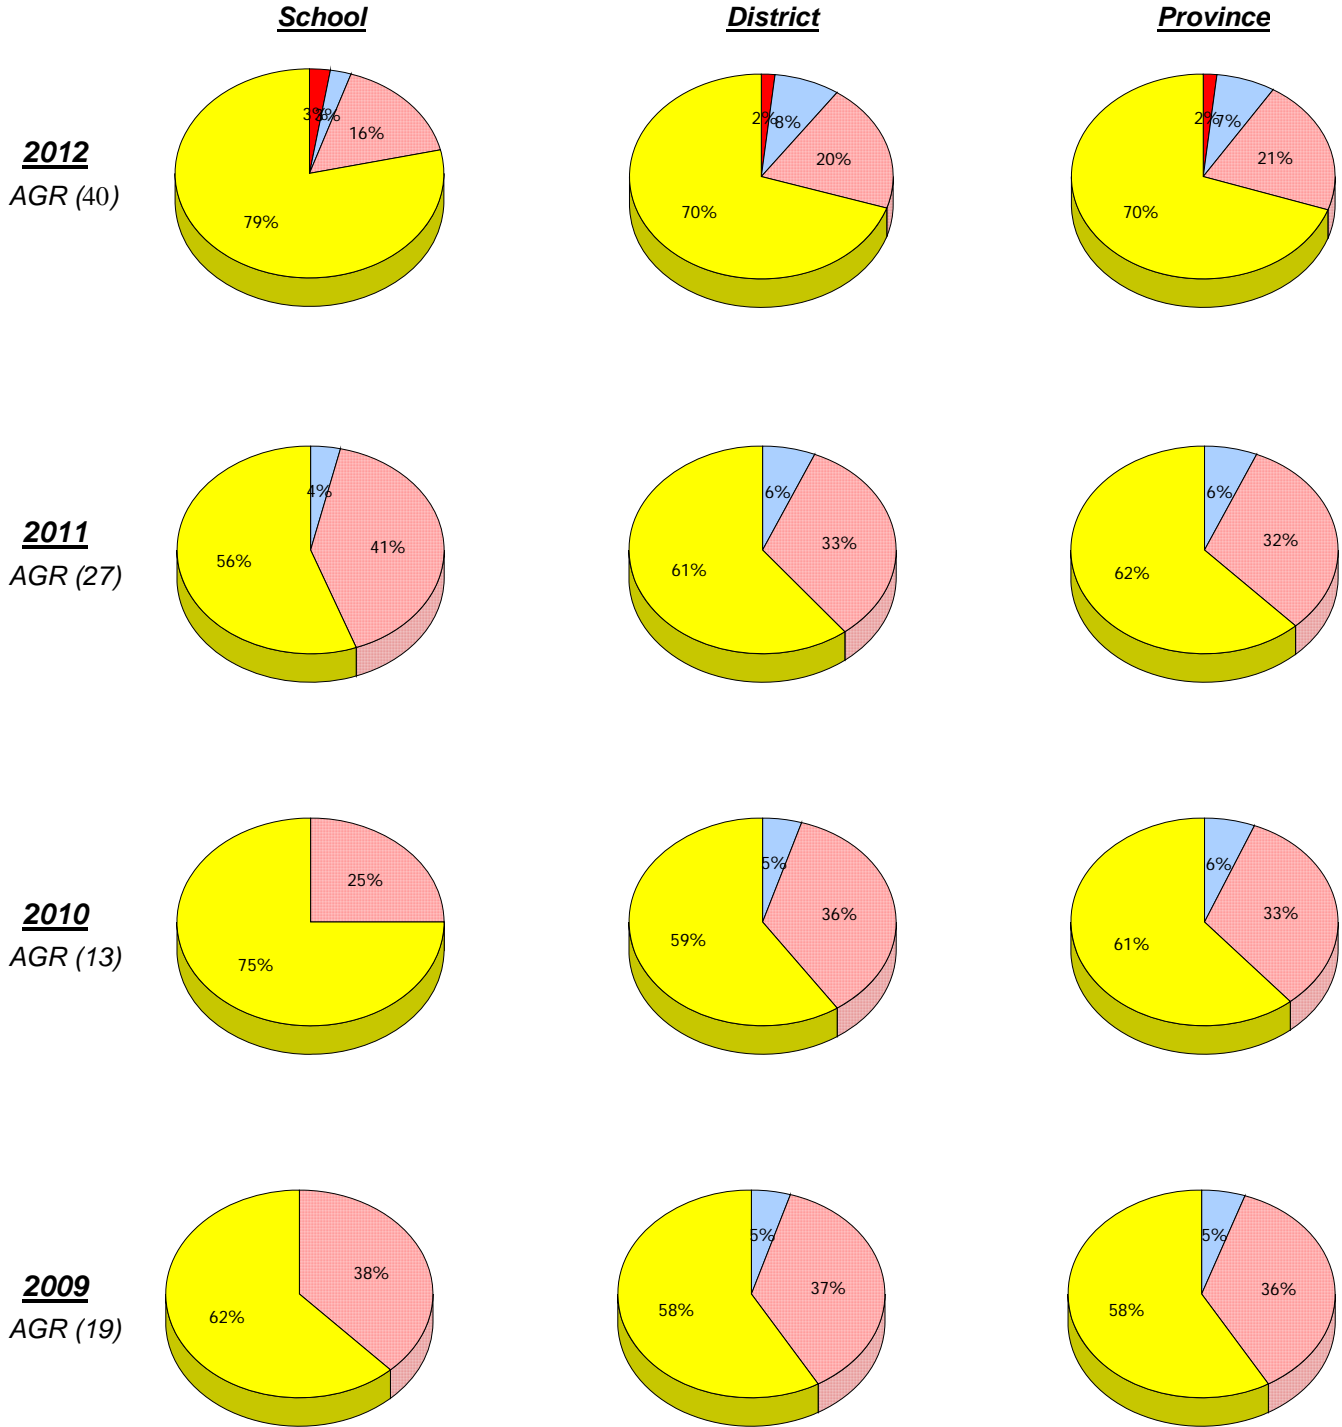 School District Province
3% 3% 16% 79%
2% 8% 20% 70%
2% 7% 21% 70%
2012
AGR (40)
4% 41% 56%
6% 33% 61%
6% 32% 62%
2011
AGR (27)
25% 75%
5% 36% 59%
6% 33% 61%
2010
AGR (13)
38% 62%
5% 37% 58%
5% 36% 58%
2009
AGR (19)